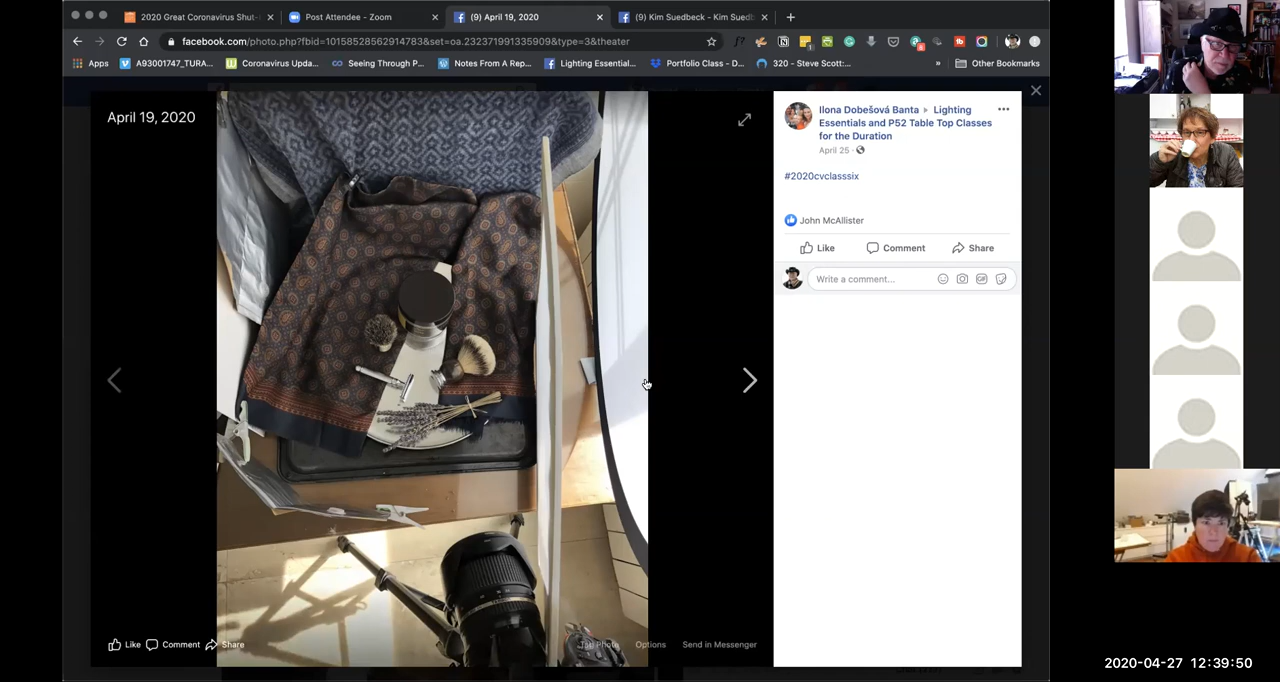 2020 Great Coronavirus Shut-
Post Attendee - Zoom
(9) April 19, 2020
(9) Kim Suedbeck - Kim Suedb
facebook.com/photo.php?fbid=10158528562914783&set=oa.232371991335909&type=3&theater
Apps
A93001747_TURA...
Coronavirus Upda...
Seeing Through P...
Notes From A Rep...
Lighting Essential...
Portfolio Class - D...
320 - Steve Scott:...
»
Other Bookmarks
April 19, 2020
Ilona Dobešová Banta ▸ Lighting
Essentials and P52 Table Top Classes
for the Duration
April 25 ·
#2020cvclasssix
John McAllister
Like
Comment
Share
Write a comment...
Like
Comment
Share
Tag Photo
Options
Send in Messenger
2020-04-27 12:39:50